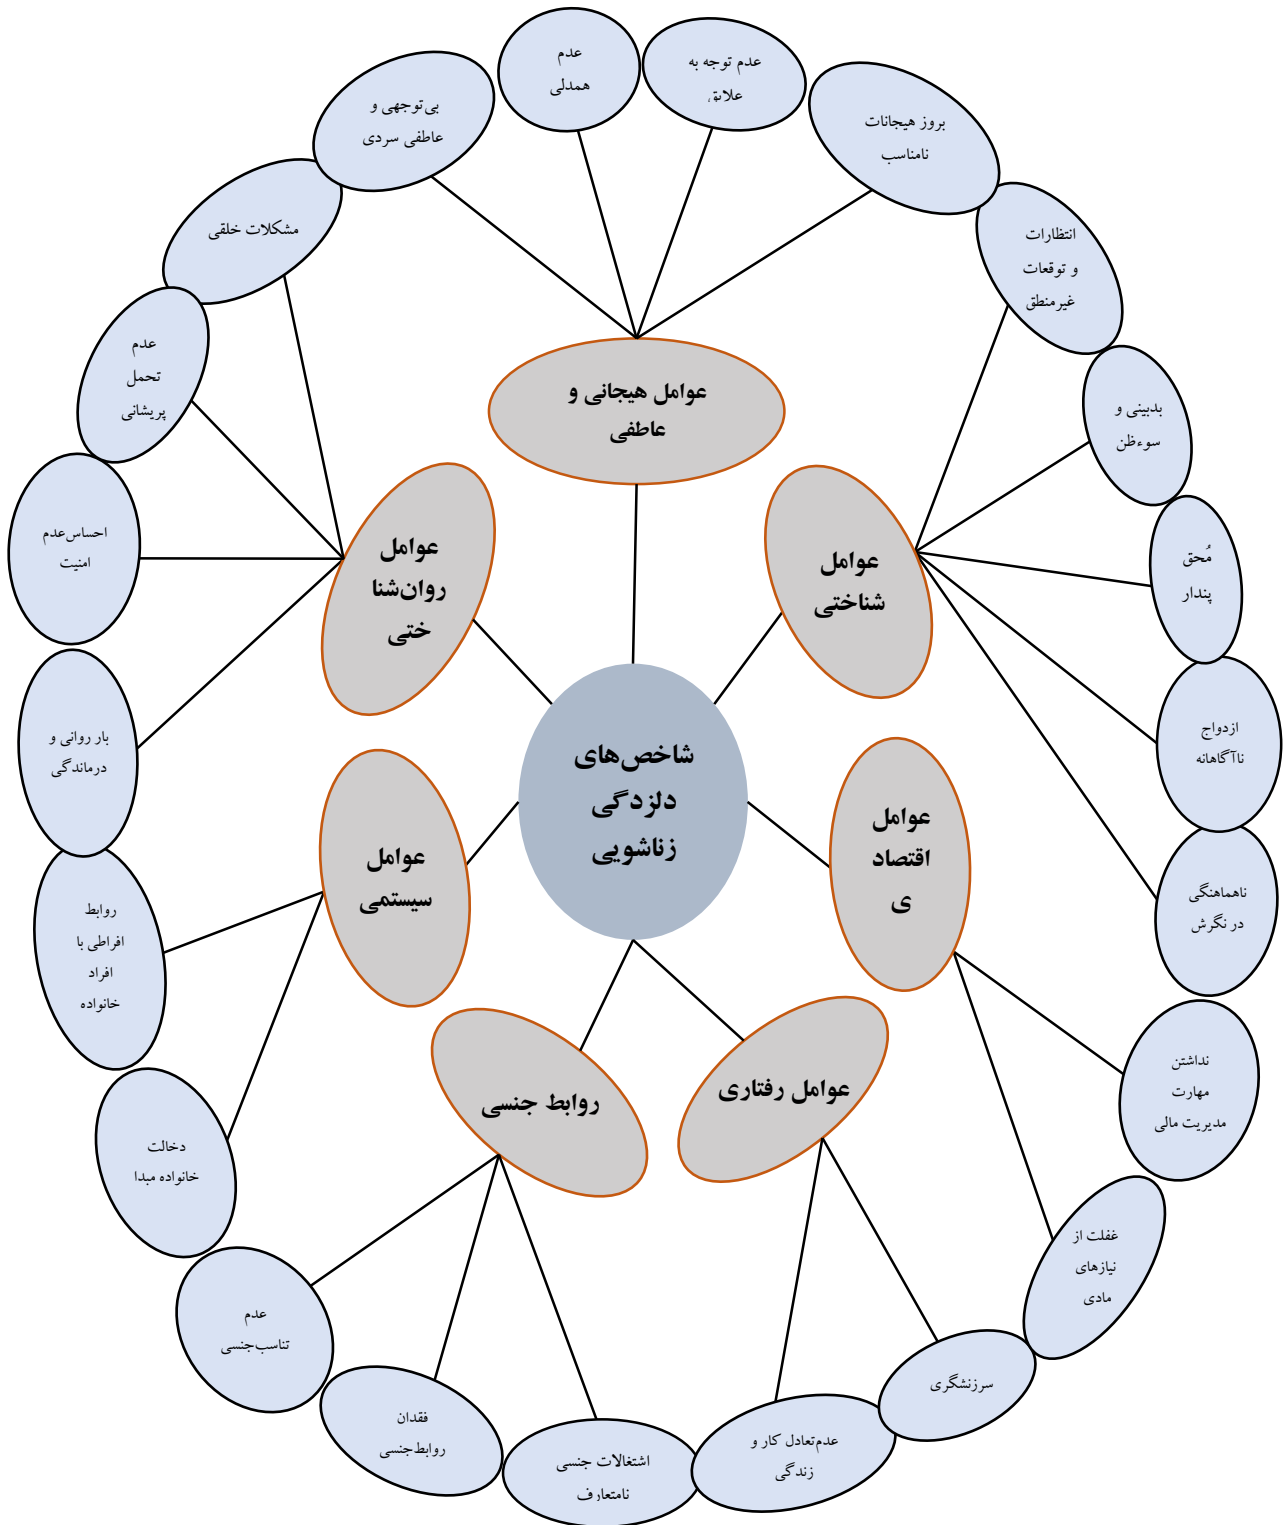 عدم
همدلی
عدم توجه به
علایق
بی‌توجهی و
عاطفی سردی
بروز هیجانات
نامناسب
مشکلات خلقی
انتظارات
و توقعات
غیرمنطق
عدم
تحمل
پریشانی
بدبینی و
سوءظن
عوامل هیجانی و
عاطفی
احساس‌عدم
امنیت
عوامل
روان‌شنا
ختی
عوامل
شناختی
مُحق
پندار
بار روانی و
درماندگی
شاخص‌های
دلزدگی
زناشویی
ازدواج
ناآگاهانه
عوامل
سیستمی
عوامل
اقتصاد
ی
ناهماهنگی
در نگرش
روابط
افراطی با
افراد
خانواده
روابط جنسی
عوامل رفتاری
نداشتن
مهارت
مدیریت مالی
دخالت
خانواده مبدا
غفلت از
نیازهای
مادی
عدم
تناسب‌جنسی
سرزنشگری
فقدان
روابط‌جنسی
اشتغالات جنسی
نامتعارف
عدم‌تعادل کار و
زندگی